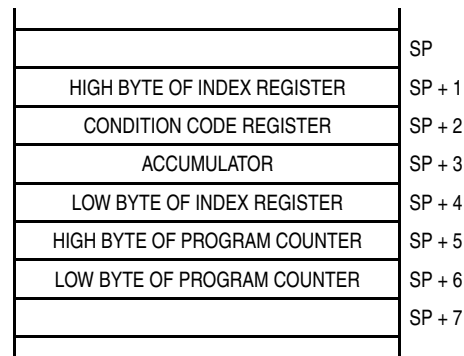 SP
HIGH BYTE OF INDEX REGISTER SP + 1
CONDITION CODE REGISTER SP + 2
ACCUMULATOR SP + 3
LOW BYTE OF INDEX REGISTER SP + 4
HIGH BYTE OF PROGRAM COUNTER SP + 5
LOW BYTE OF PROGRAM COUNTER SP + 6
SP + 7